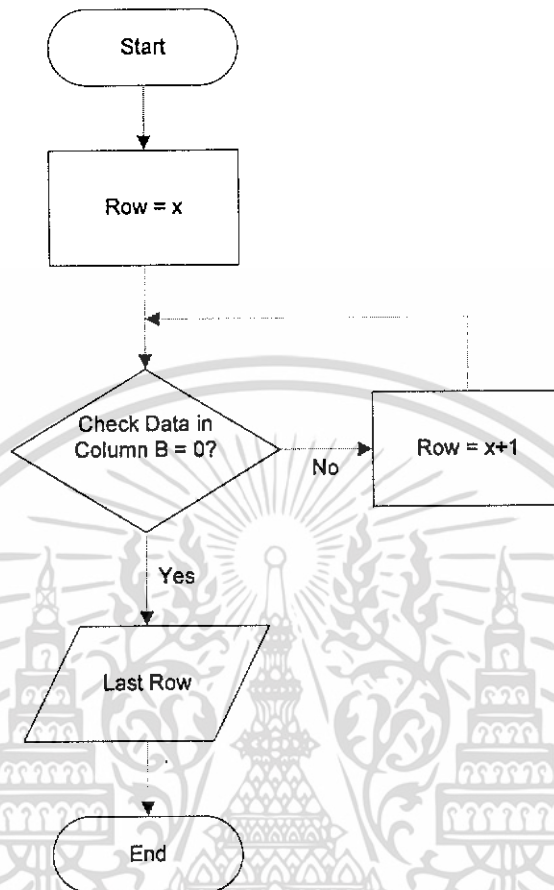 Start
Row = x
Check Data in
Column B = 0?
No
Row = x+1
Yes
Last Row
End